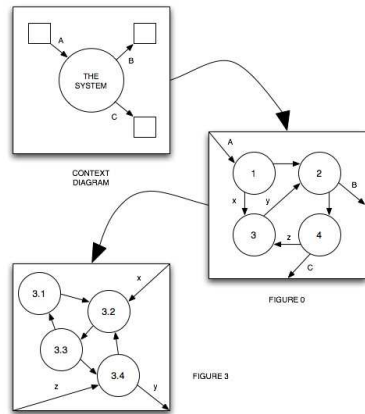 A
B
THE
SYSTEM
C
CONTEXT
DIAGRAM
A
1
2
x
y
B
3
z
4
C
FIGURE 0
3.1
x
3.2
3.3
z
3.4
y
FIGURE 3